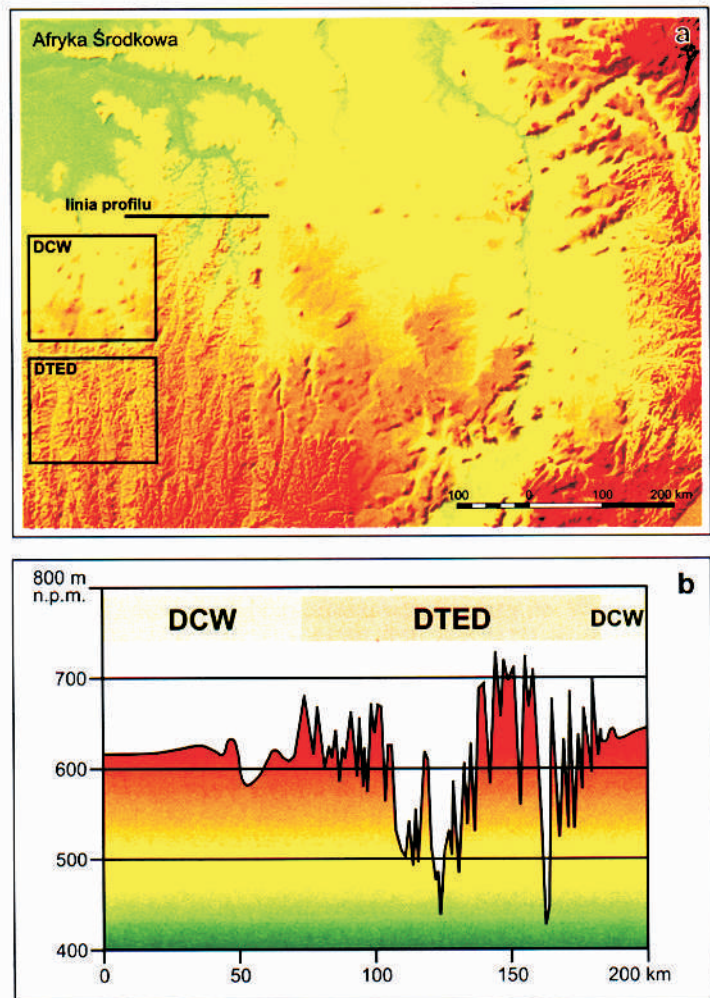 Afryka Środkowa
a
linia profilu
DCW
DTED
100 0 100 200 km
b
800 m
n.p.m.
DCW DTED DCW
700
600
500
400
0 50 100 150 200 km